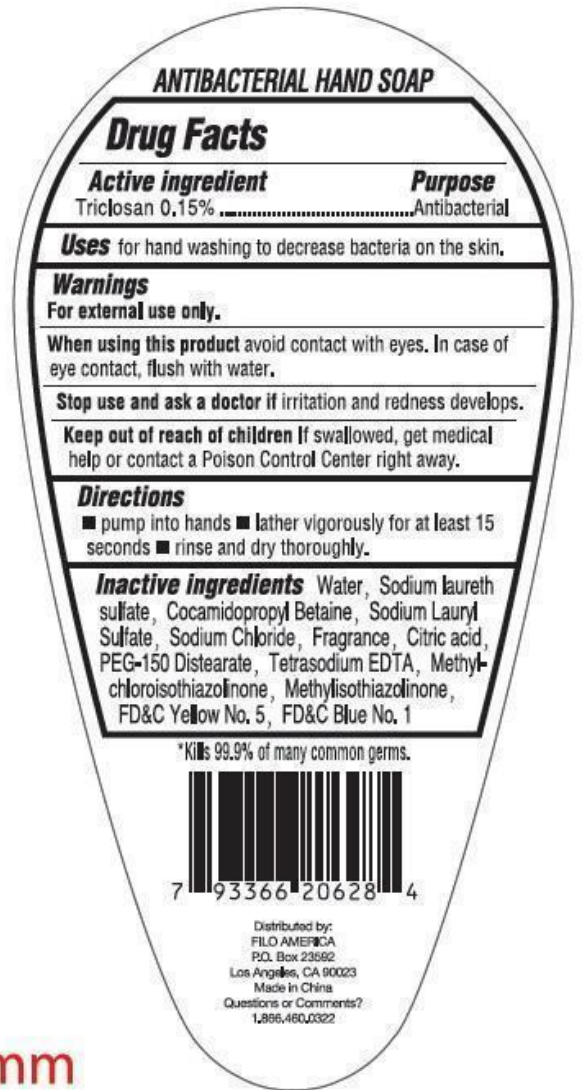 ANTIBACTERIAL HAND SOAP
Drug Facts
Active ingredient Purpose
Triclosan 0.15% ........................................Antibacterial
Uses for hand washing to decrease bacteria on the skin.
Warnings
For external use only.
When using this product avoid contact with eyes. In case of
eye contact, flush with water.
Stop use and ask a doctor if irritation and redness develops.
Keep out of reach of children If swallowed, get medical
help or contact a Poison Control Center right away.
Directions
■ pump into hands ■ lather vigorously for at least 15
seconds ■ rinse and dry thoroughly.
Inactive ingredients Water, Sodium laureth
sulfate, Cocamidopropyl Betaine, Sodium Lauryl
Sulfate, Sodium Chloride, Fragrance, Citric acid,
PEG-150 Distearate, Tetrasodium EDTA, Methyl-
chloroisothiazolinone, Methylisothiazolinone,
FD&C Yellow No. 5, FD&C Blue No. 1
*Kills 99.9% of many common germs.
7 93366 20628 4
Distributed by:
FILO AMERICA
P.O. Box 23592
Los Angeles, CA 90023
Made in China
Questions or Comments?
1.866.460.0322
mm